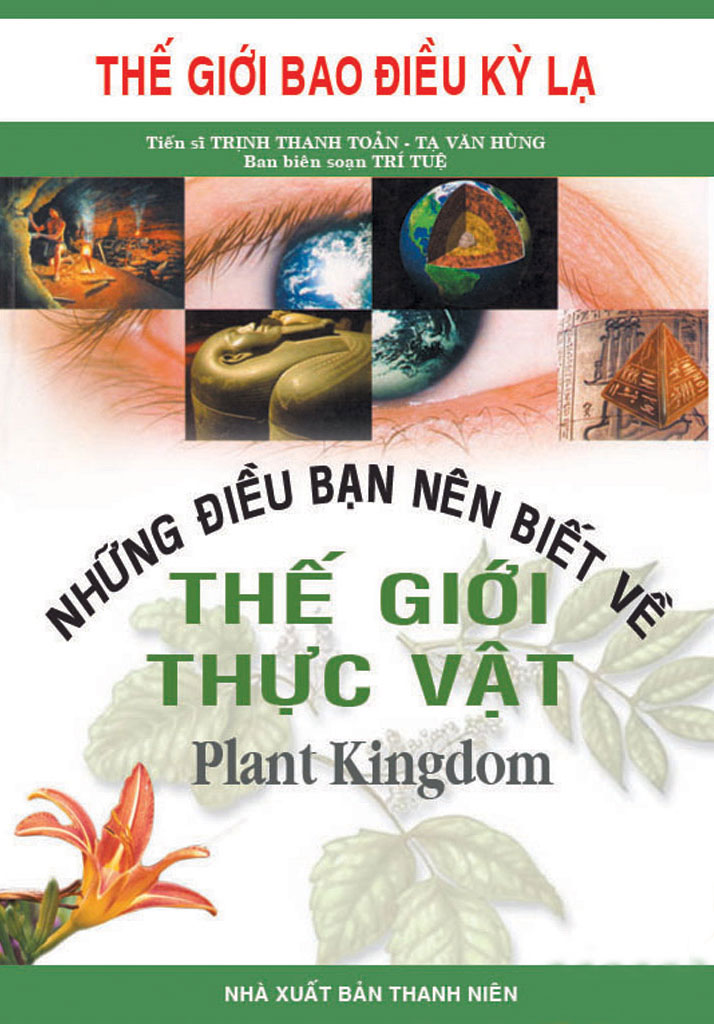 THẾ GIỚI BAO ĐIỀU KỲ LẠ
Tiến sĩ TRỊNH THANH TOẢN - TẠ VĂN HÙNG
Ban biên soạn TRÍ TUỆ
NHỮNG ĐIỀU BẠN NÊN BIẾT VỀ
THẾ GIỚI
THỰC VẬT
Plant Kingdom
NHÀ XUẤT BẢN THANH NIÊN